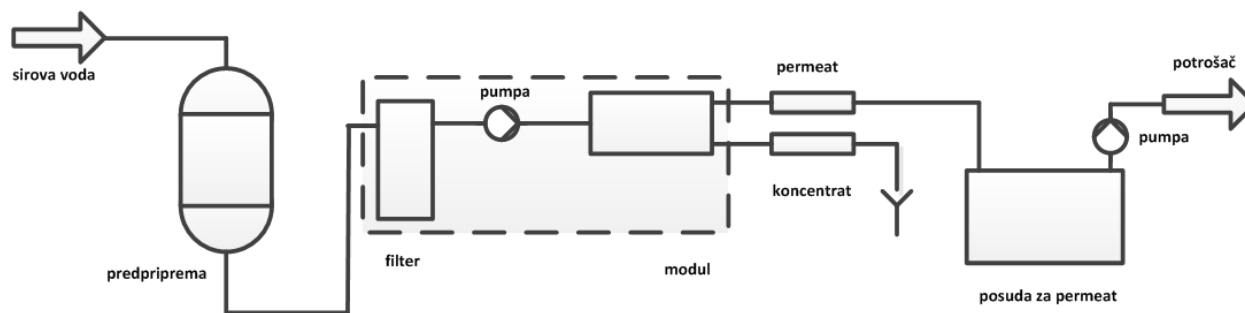 sirova voda
predpriprema
filter
pumpa
modul
permeat
koncentrat
potrošač
pumpa
posuda za permeat